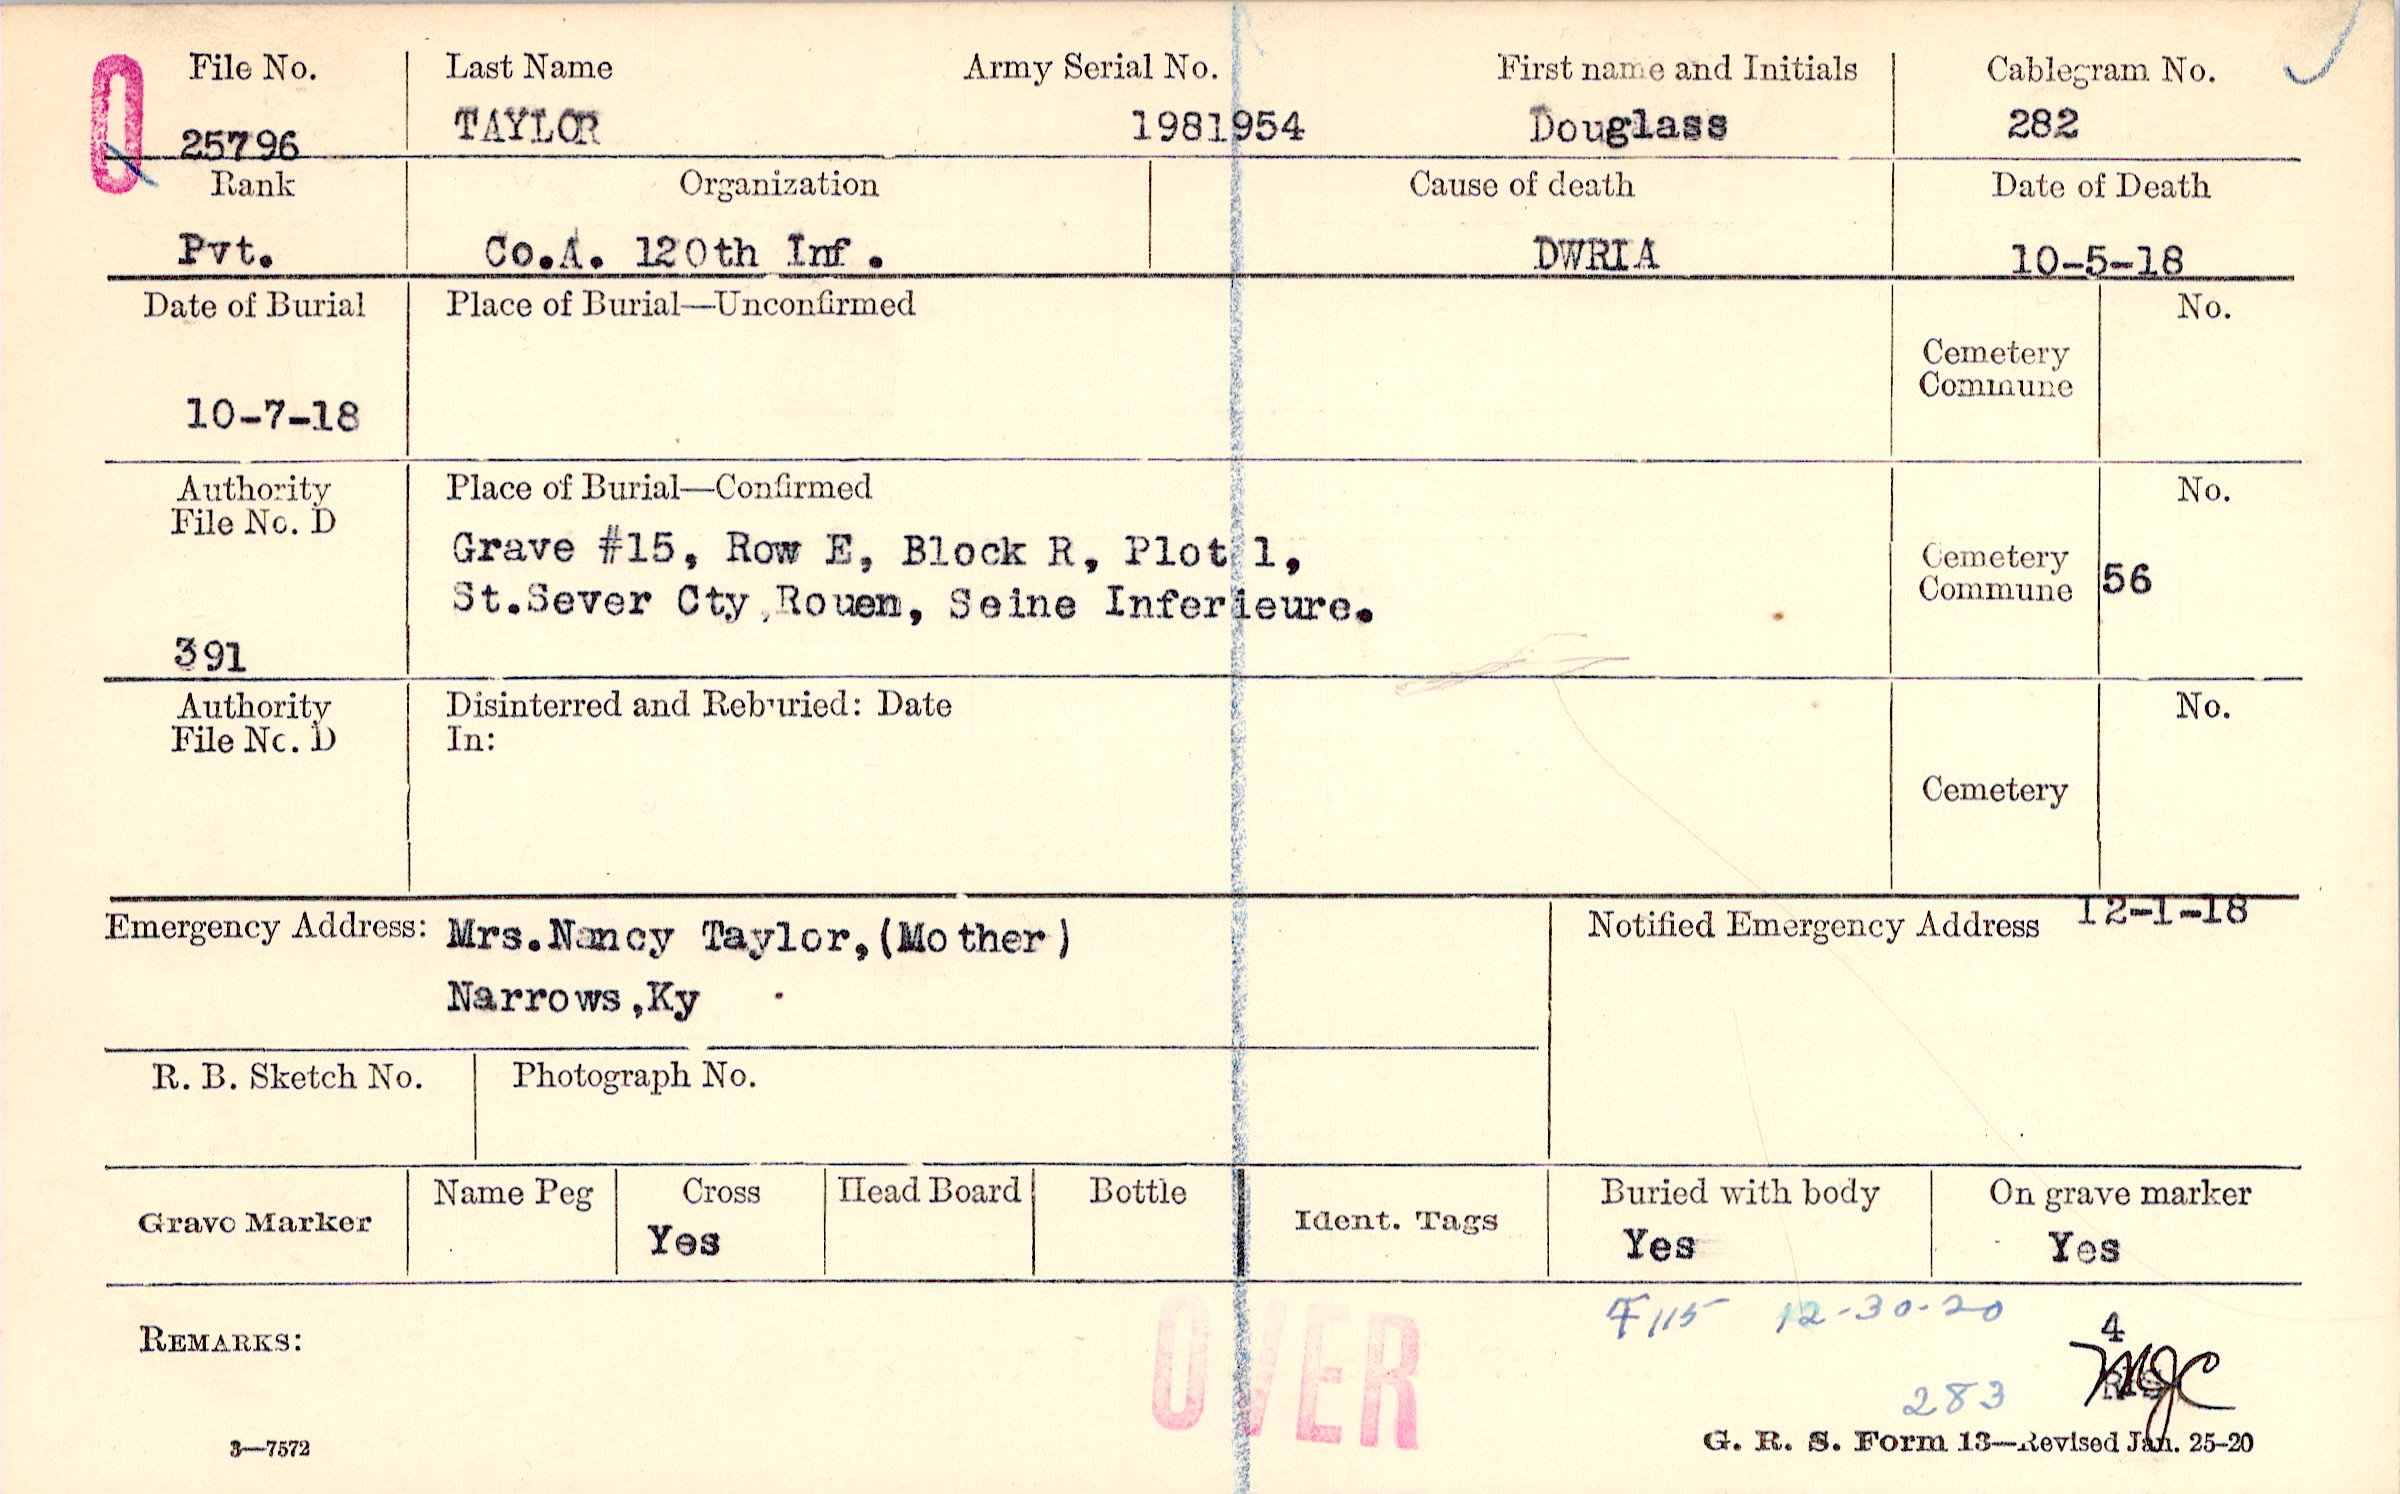 O
File No. Last Name Army Serial No. First name and Initials Cablegram No.
25796 TAYLOR 1981954 Douglass 282
Rank Organization Cause of death Date of Death
Pvt. Co.A. 120th Inf. DWRIA 10-5-18
Date of Burial Place of Burial—Unconfirmed No.
Cemetery
Commune
10-7-18
Authority Place of Burial—Confirmed No.
File No. D
Grave #15, Row E, Block R, Plot 1,
Cemetery
Commune 56
St.Sever Cty,Rouen, Seine Inferieure.
391
Authority Disinterred and Reburied: Date No.
File No. D In:
Cemetery
Emergency Address: Mrs.Nancy Taylor,(Mother) Notified Emergency Address 12-1-18
Narrows,Ky
R. B. Sketch No. Photograph No.
Grave Marker Name Peg Cross Head Board Bottle Ident. Tags Buried with body On grave marker
Yes Yes Yes
F115 12-30-20
REMARKS: OVER 4
MJC
283
3—7572 G. R. S. Form 13—Revised Jan. 25-20